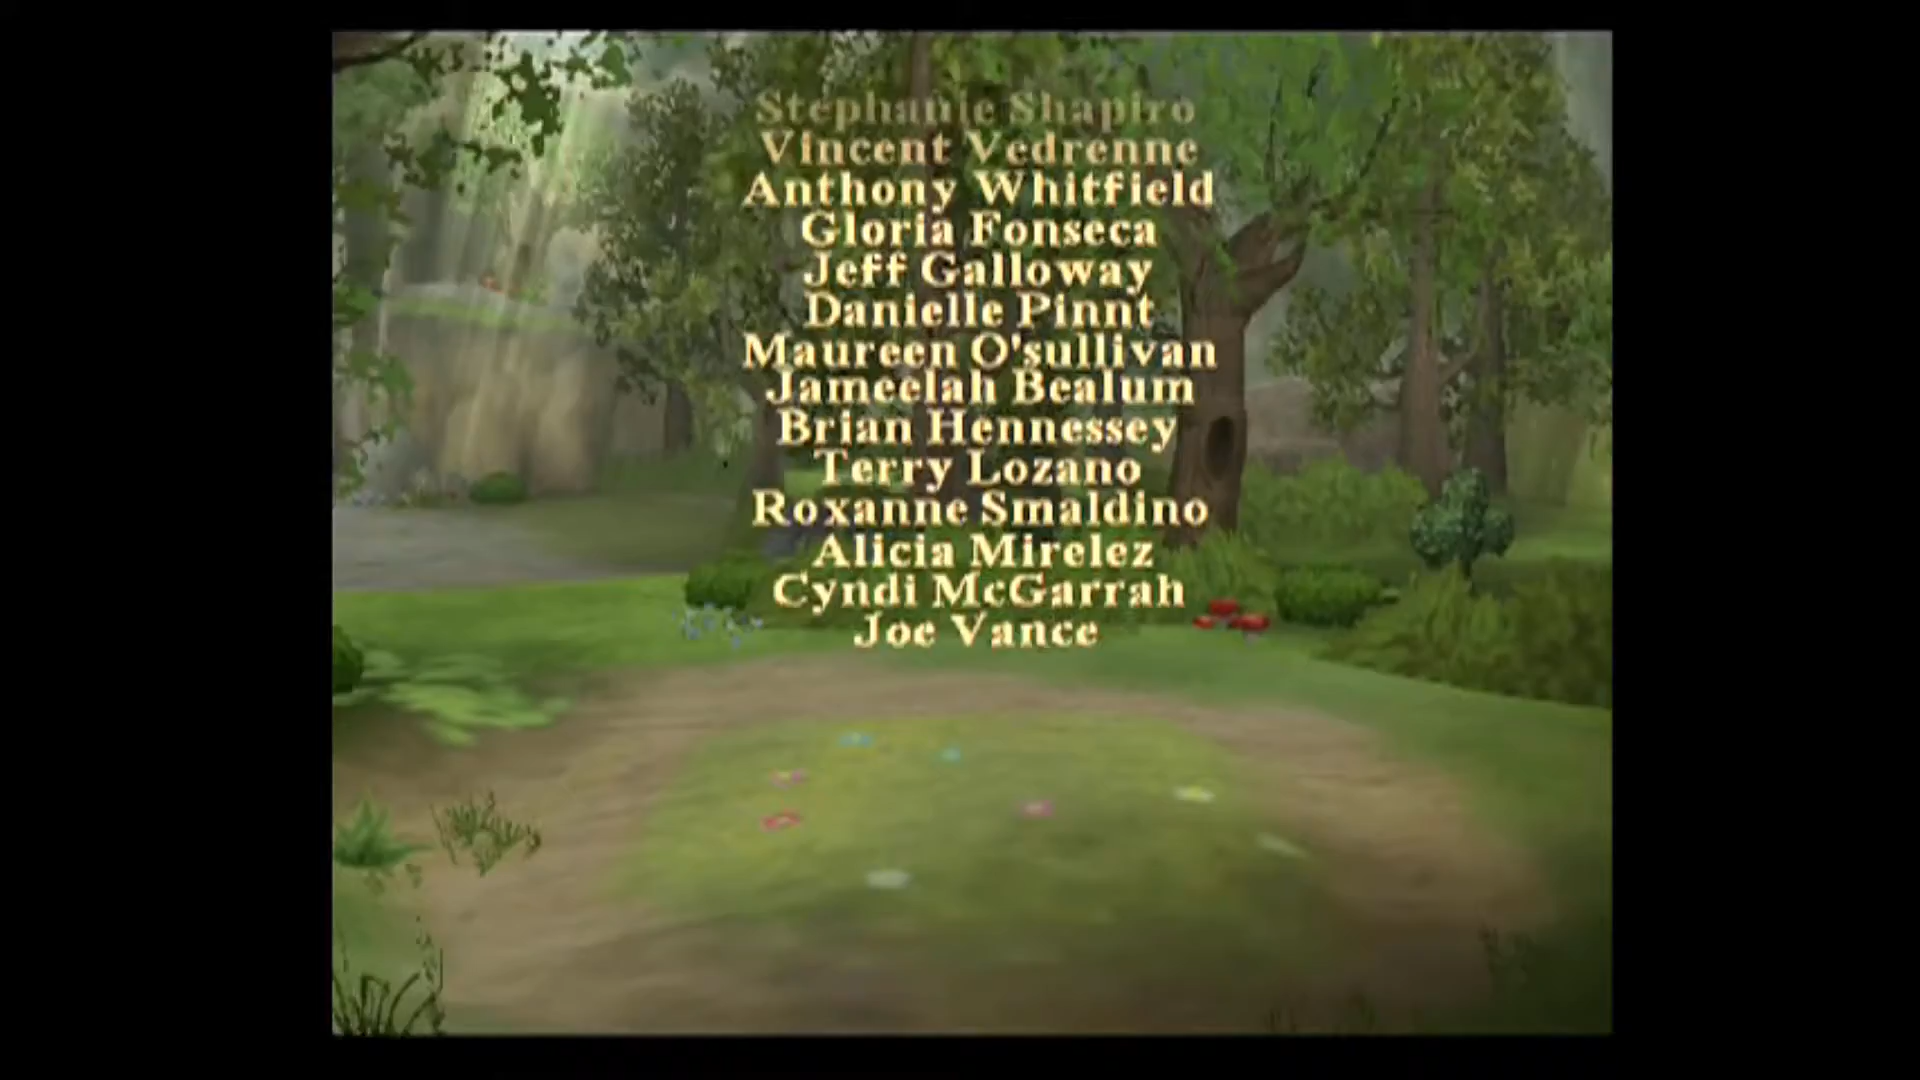 Stephanie Shapiro
Vincent Vedrenne
Anthony Whitfield
Gloria Fonseca
Jeff Galloway
Danielle Pinnt
Maureen O'sullivan
Jameelah Bealum
Brian Hennessey
Terry Lozano
Roxanne Smaldino
Alicia Mirelez
Cyndi McGarrah
Joe Vance